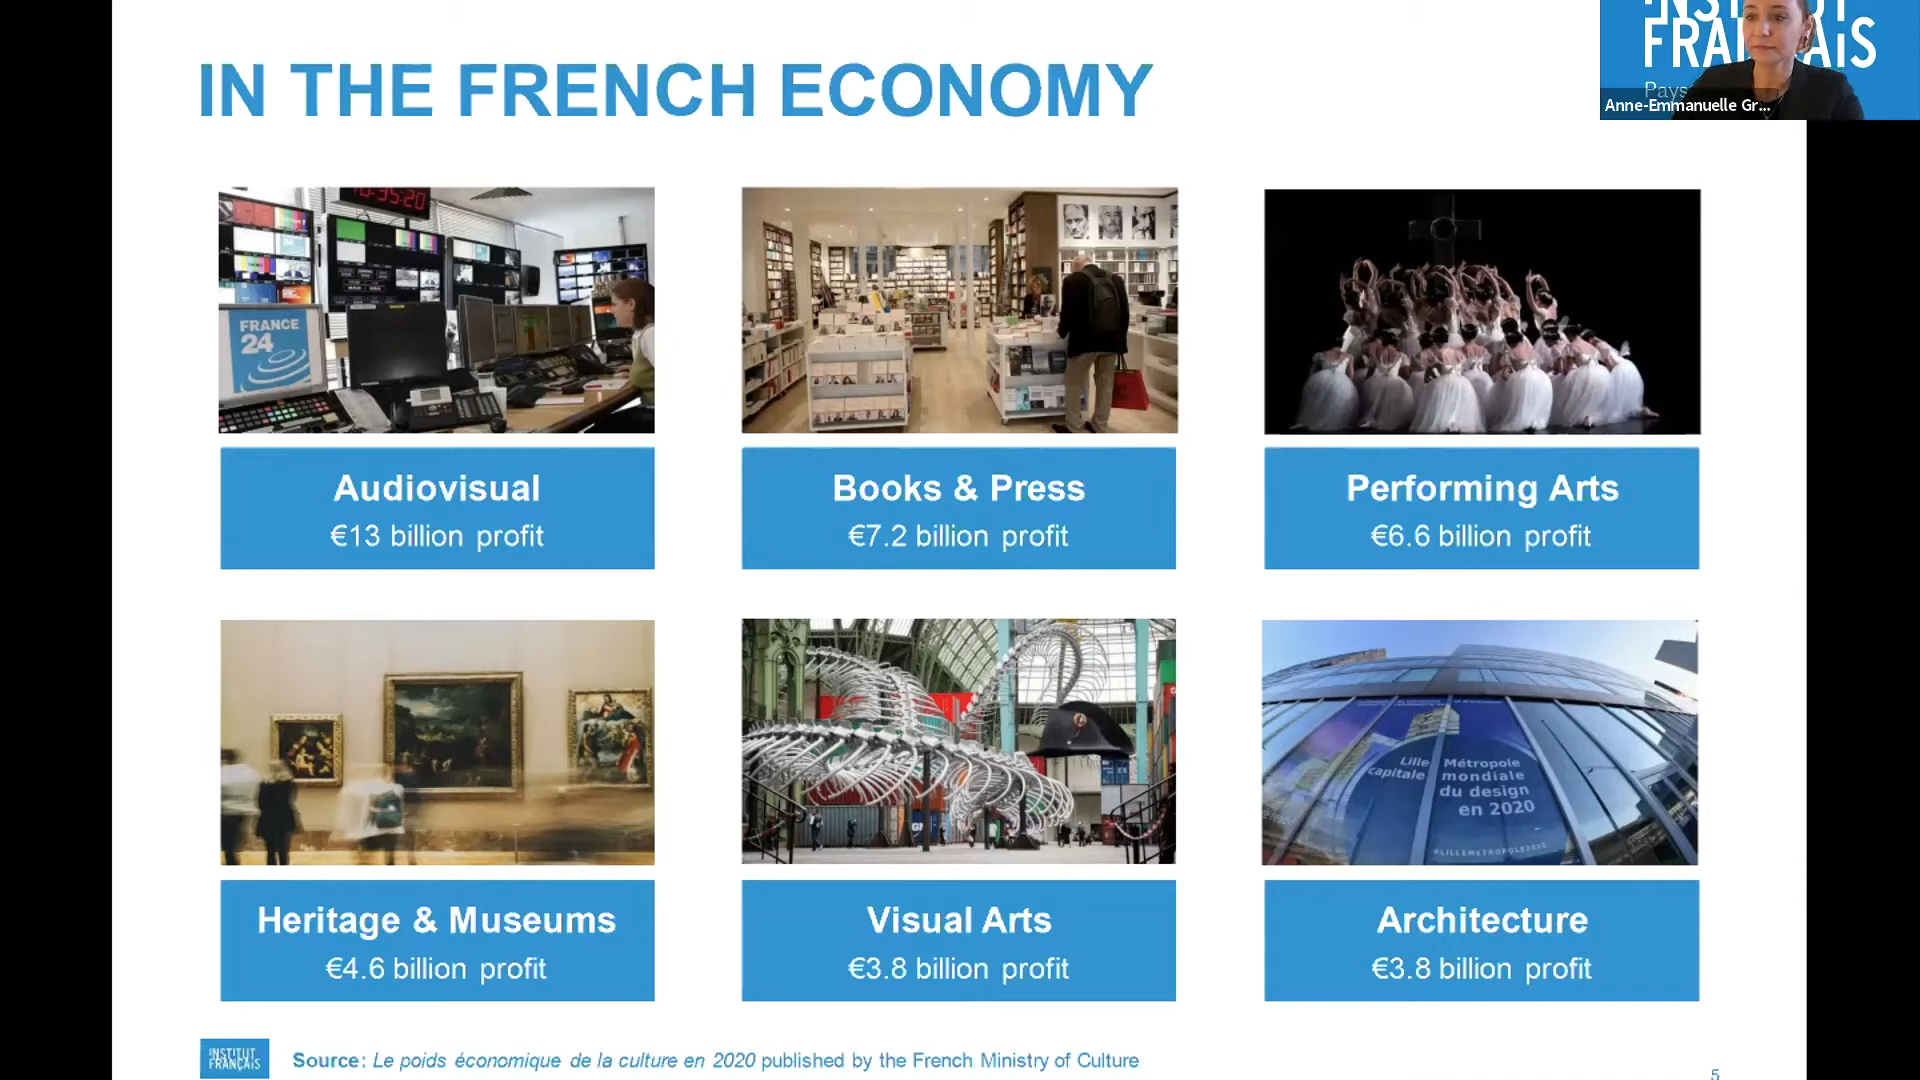 IN THE FRENCH ECONOMY
INSTITUT
FRANÇAIS
Pays
Anne-Emmanuelle Gr...
FRANCE
24
Audiovisual
€13 billion profit
Books & Press
€7.2 billion profit
Performing Arts
€6.6 billion profit
Lille Métropole
capitale mondiale
du design
en 2020
#LILLEMETROPOLE2020
Heritage & Museums
€4.6 billion profit
Visual Arts
€3.8 billion profit
Architecture
€3.8 billion profit
INSTITUT
FRANÇAIS
Source: Le poids économique de la culture en 2020 published by the French Ministry of Culture
5